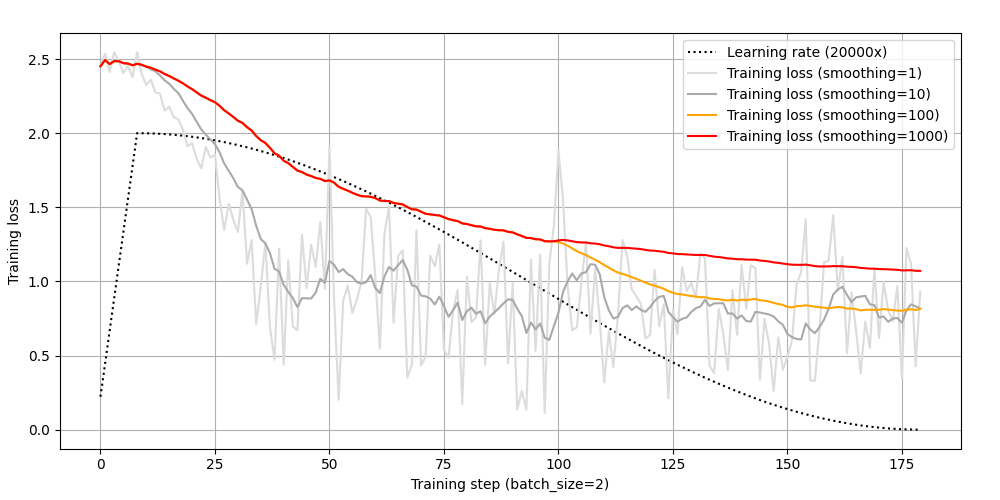 Learning rate (20000x)
Training loss (smoothing=1)
Training loss (smoothing=10)
Training loss (smoothing=100)
Training loss (smoothing=1000)
Training loss
2.5
2.0
1.5
1.0
0.5
0.0
0 25 50 75 100 125 150 175
Training step (batch_size=2)